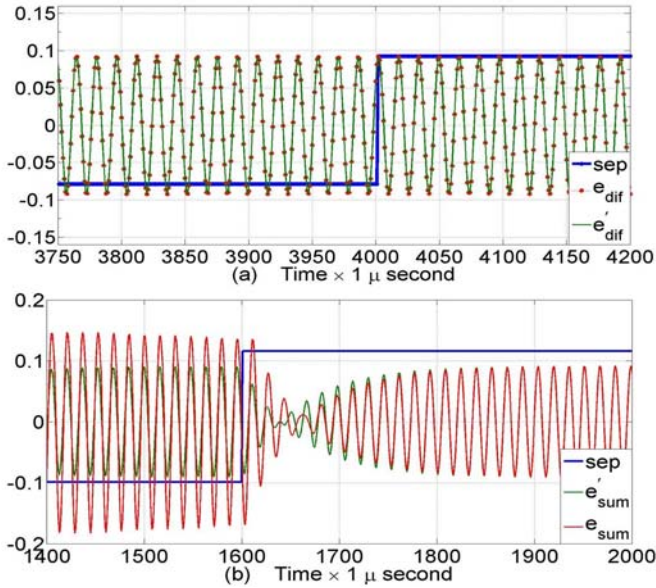 0.15
0.1
0.05
0
-0.05
-0.1
-0.15
sep
e_dif
e'_dif
3750 3800 3850 3900 3950 4000 4050 4100 4150 4200
(a) Time × 1 μ second
0.2
0.1
0
-0.1
-0.2
sep
e'_sum
e_sum
1400 1500 1600 1700 1800 1900 2000
(b) Time × 1 μ second